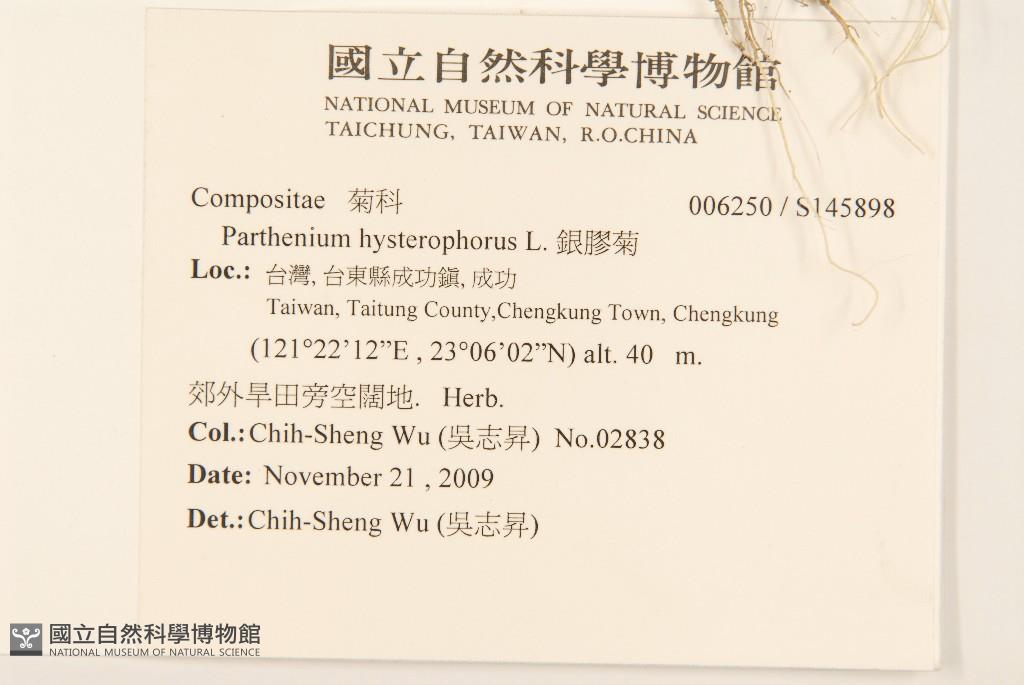 國立自然科學博物館
NATIONAL MUSEUM OF NATURAL SCIENCE
TAICHUNG, TAIWAN, R.O.CHINA
Compositae 菊科 006250 / S145898
Parthenium hysterophorus L. 銀膠菊
Loc.: 台灣, 台東縣成功鎮, 成功
Taiwan, Taitung County,Chengkung Town, Chengkung
(121°22’12”E , 23°06’02”N) alt. 40 m.
郊外旱田旁空闊地. Herb.
Col.: Chih-Sheng Wu (吳志昇) No.02838
Date: November 21 , 2009
Det.: Chih-Sheng Wu (吳志昇)
國立自然科學博物館
NATIONAL MUSEUM OF NATURAL SCIENCE